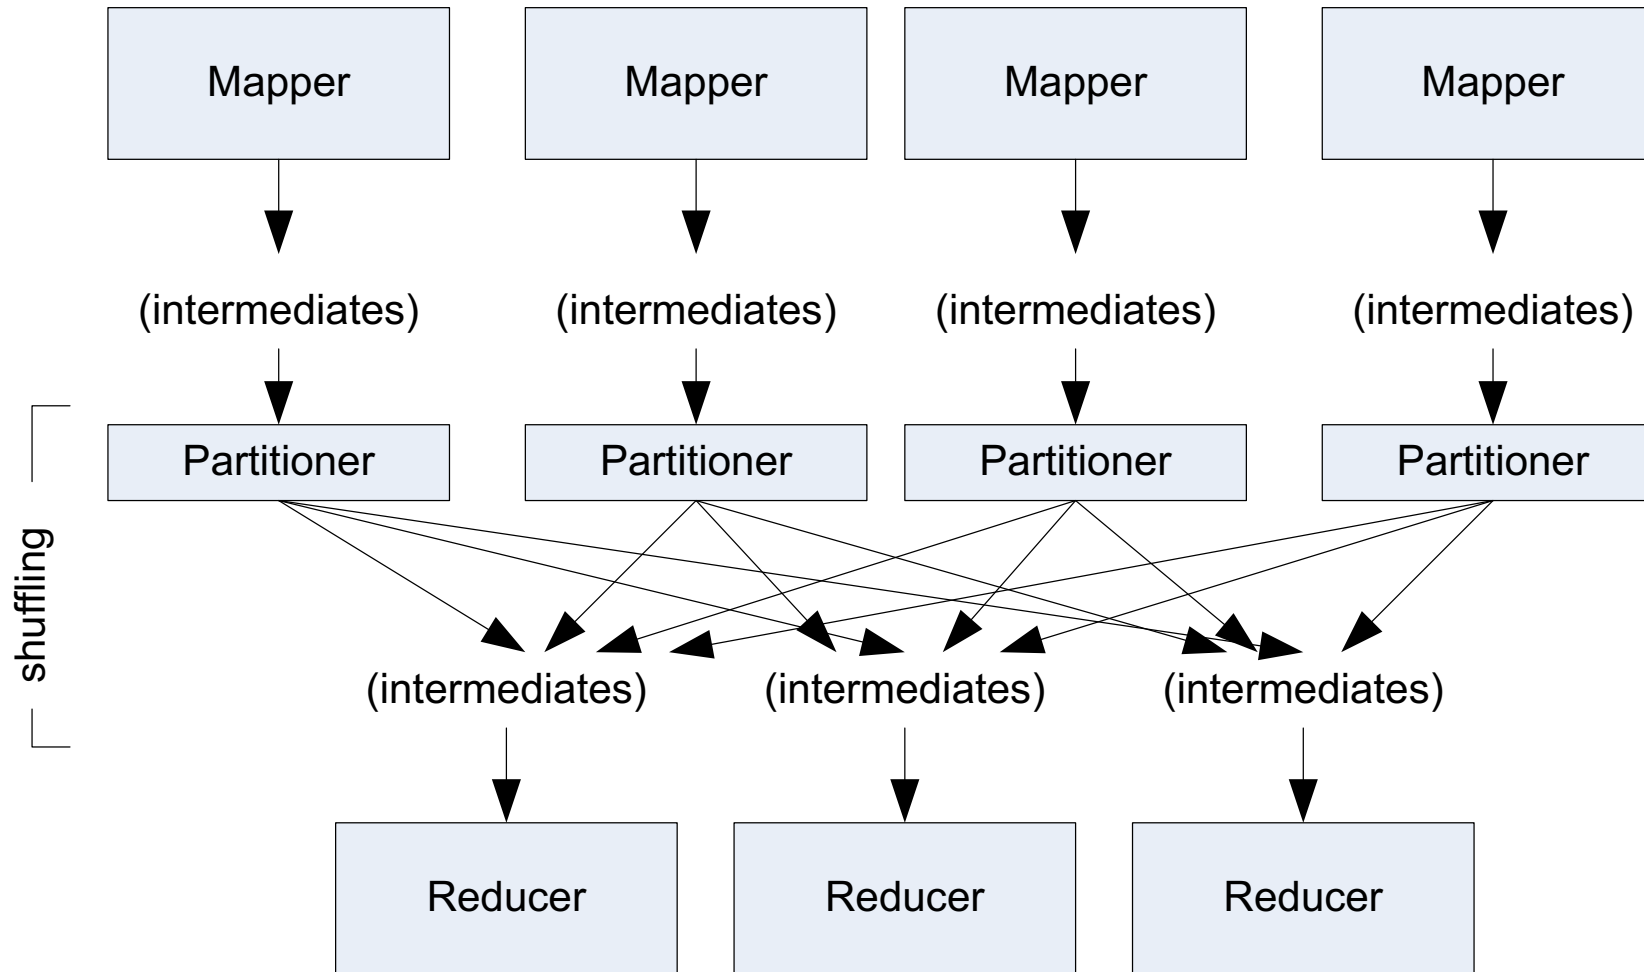 Mapper
Mapper
Mapper
Mapper
(intermediates)
(intermediates)
(intermediates)
(intermediates)
Partitioner
Partitioner
Partitioner
Partitioner
shuffling
(intermediates)
(intermediates)
(intermediates)
Reducer
Reducer
Reducer